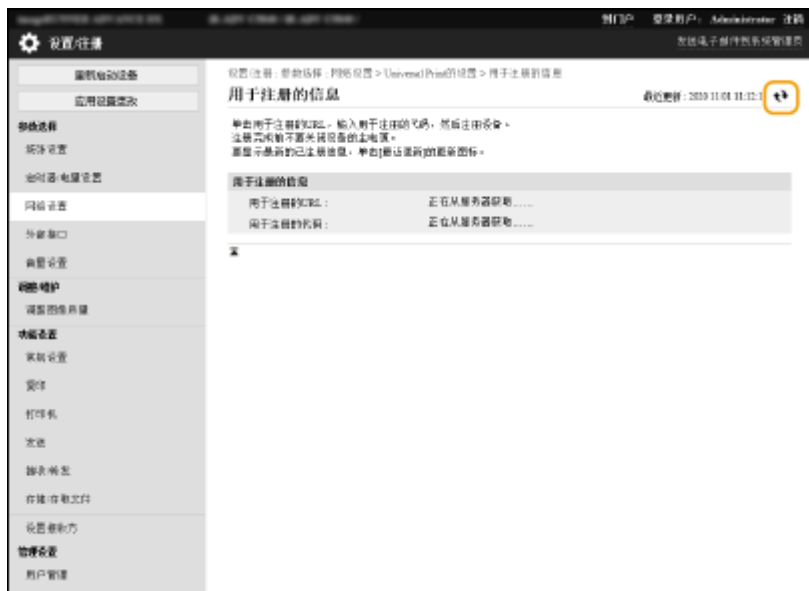 到门户 登录用户: Administrator 注销
设置/注册
发送电子邮件到系统管理员
重新启动设备
应用设置更改
参数选择
纸张设置
定时器/电量设置
网络设置
外部接口
音量设置
调整/维护
调整图像质量
功能设置
常规设置
复印
打印机
发送
接收/转发
存储/存取文件
设置接收方
管理设置
用户管理
设置/注册 : 参数选择 : 网络设置 > Universal Print的设置 > 用于注册的信息
用于注册的信息
最近更新 : 2020 11/01 11:12:1
单击用于注册的URL，输入用于注册的代码，然后注册设备。
注册完成前不要关闭设备的主电源。
要显示最新的已注册信息，单击[最近更新]的更新图标。
用于注册的信息
用于注册的URL : 正在从服务器获取......
用于注册的代码 : 正在从服务器获取......